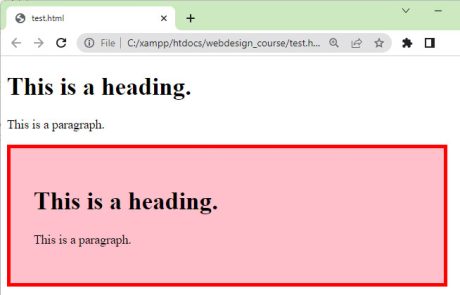 test.html
File | C:/xampp/htdocs/webdesign_course/test.h...
This is a heading.
This is a paragraph.
This is a heading.
This is a paragraph.